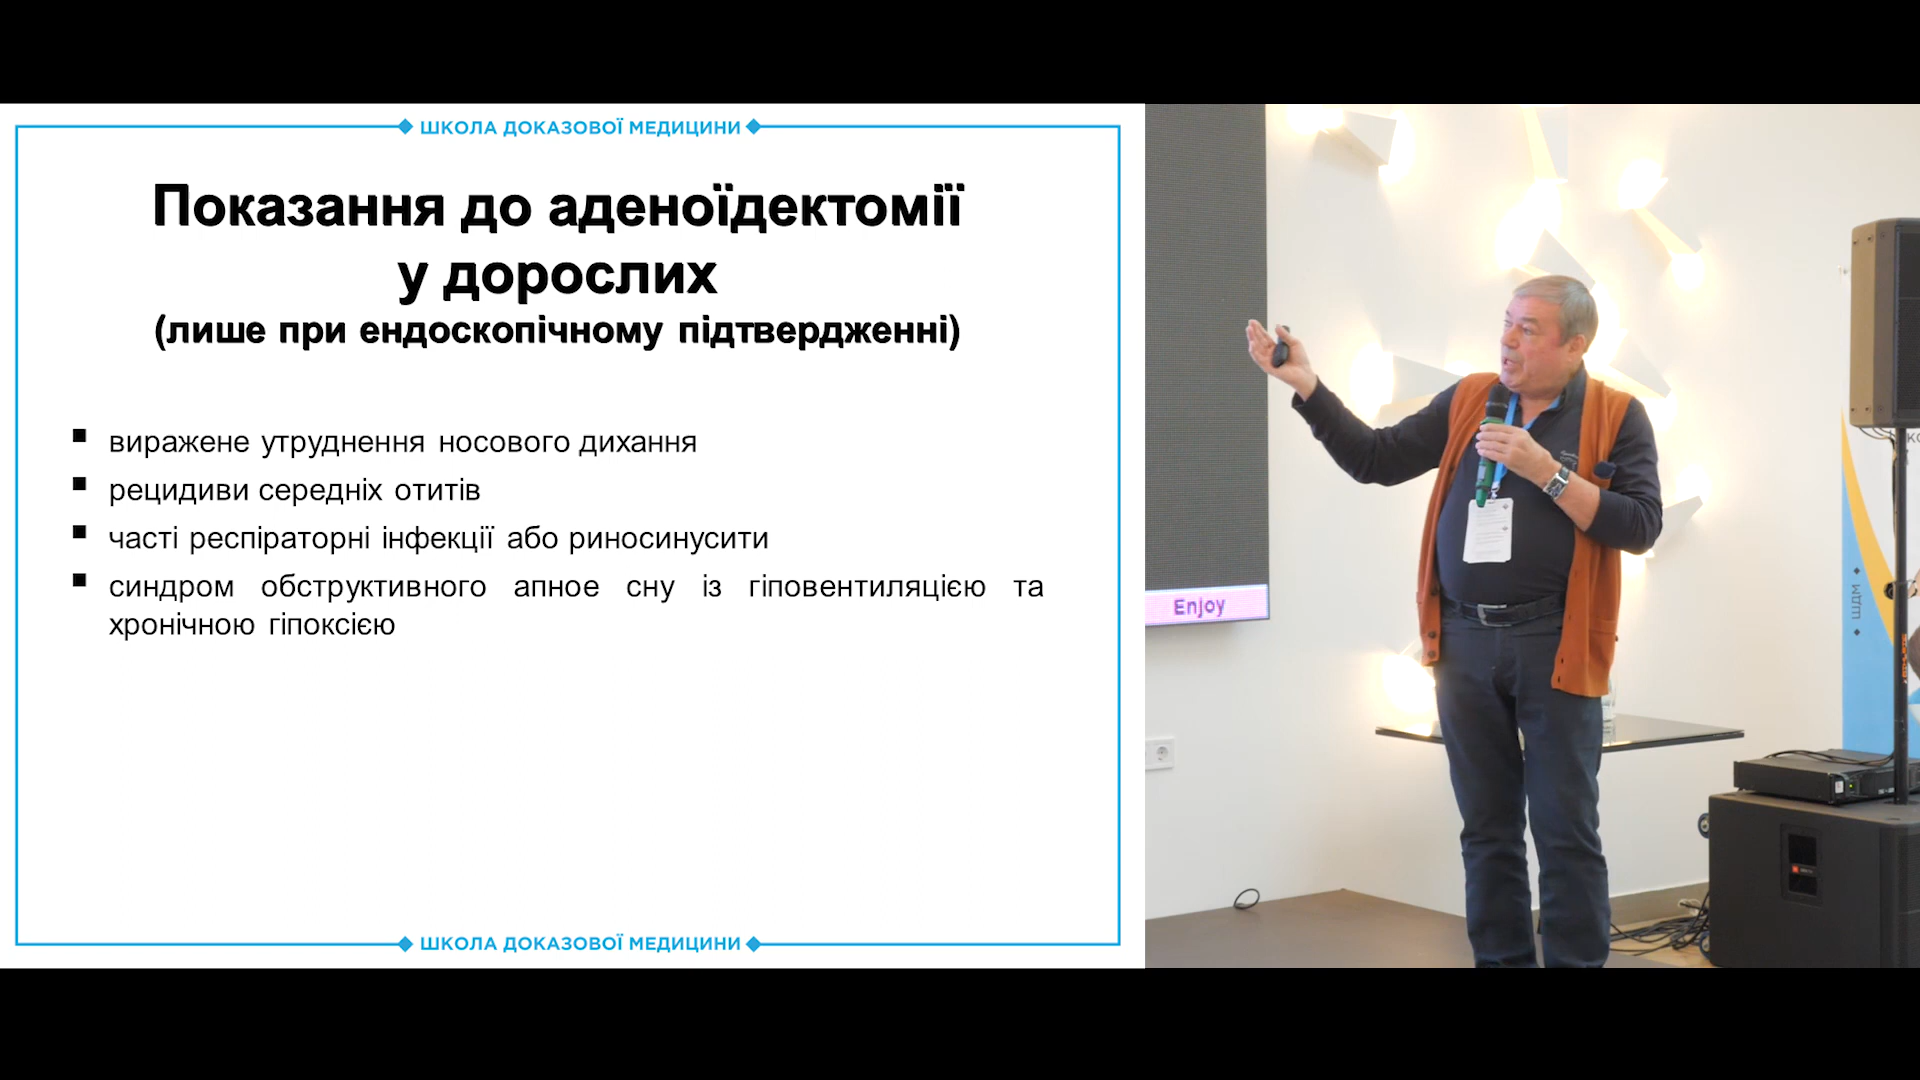 ШКОЛА ДОКАЗОВОЇ МЕДИЦИНИ
Показання до аденоїдектомії
у дорослих
(лише при ендоскопічному підтвердженні)
▪ виражене утруднення носового дихання
▪ рецидиви середніх отитів
▪ часті респіраторні інфекції або риносинусити
▪ синдром обструктивного апное сну із гіповентиляцією та
хронічною гіпоксією
ШКОЛА ДОКАЗОВОЇ МЕДИЦИНИ
Enjoy
ШДМ